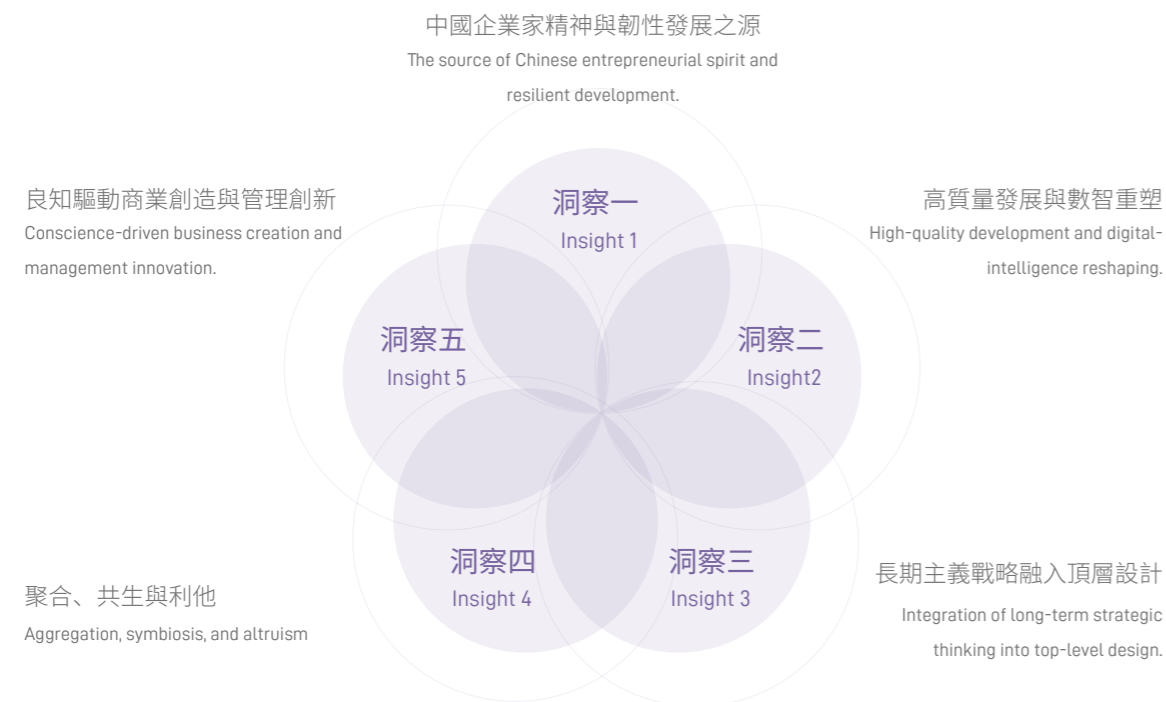 中國企業家精神與韌性發展之源
The source of Chinese entrepreneurial spirit and
resilient development.
良知驅動商業創造與管理創新
Conscience-driven business creation and
management innovation.
高質量發展與數智重塑
High-quality development and digital-
intelligence reshaping.
洞察一
Insight 1
洞察五
Insight 5
洞察二
Insight2
洞察四
Insight 4
洞察三
Insight 3
聚合、共生與利他
Aggregation, symbiosis, and altruism
長期主義戰略融入頂層設計
Integration of long-term strategic
thinking into top-level design.